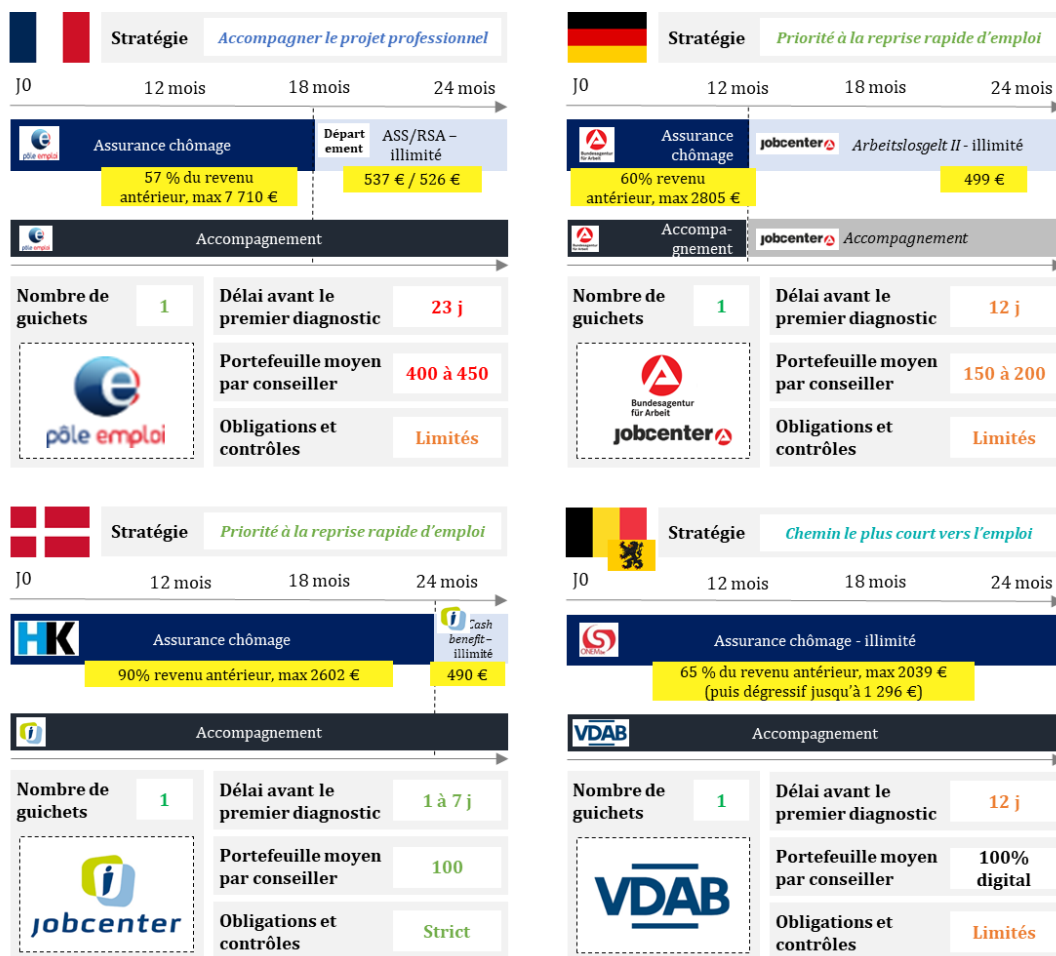 Stratégie
Accompagner le projet professionnel
J0
12 mois
18 mois
24 mois
pôle emploi
Assurance chômage
Départ
ement
ASS/RSA –
illimité
57 % du revenu
antérieur, max 7 710 €
537 € / 526 €
Accompagnement
Nombre de
guichets
1
Délai avant le
premier diagnostic
23 j
pôle emploi
Portefeuille moyen
par conseiller
400 à 450
Obligations et
contrôles
Limités
Stratégie
Priorité à la reprise rapide d'emploi
J0
12 mois
18 mois
24 mois
Bundesagentur
für Arbeit
Assurance
chômage
jobcenter
Arbeitslosgelt II - illimité
60% revenu
antérieur, max 2805 €
499 €
Accompa-
gnement
jobcenter
Accompagnement
Nombre de
guichets
1
Délai avant le
premier diagnostic
12 j
Bundesagentur
für Arbeit
jobcenter
Portefeuille moyen
par conseiller
150 à 200
Obligations et
contrôles
Limités
Stratégie
Priorité à la reprise rapide d'emploi
J0
12 mois
18 mois
24 mois
HK
Assurance chômage
Cash
benefit –
illimité
90% revenu antérieur, max 2602 €
490 €
Accompagnement
Nombre de
guichets
1
Délai avant le
premier diagnostic
1 à 7 j
jobcenter
Portefeuille moyen
par conseiller
100
Obligations et
contrôles
Strict
Stratégie
Chemin le plus court vers l'emploi
J0
12 mois
18 mois
24 mois
ONEM
Assurance chômage - illimité
65 % du revenu antérieur, max 2039 €
(puis dégressif jusqu'à 1 296 €)
VDAB
Accompagnement
Nombre de
guichets
1
Délai avant le
premier diagnostic
12 j
VDAB
Portefeuille moyen
par conseiller
100%
digital
Obligations et
contrôles
Limités